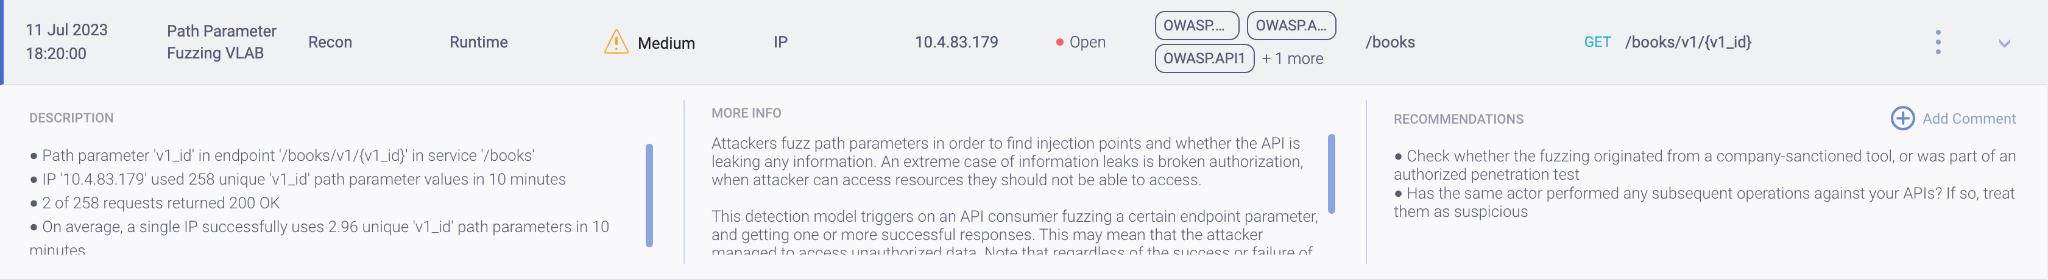 11 Jul 2023
18:20:00
Path Parameter
Fuzzing VLAB
Recon
Runtime
Medium
IP
10.4.83.179
Open
OWASP.... OWASP.A...
OWASP.API1 + 1 more
/books
GET /books/v1/{v1_id}
DESCRIPTION
• Path parameter 'v1_id' in endpoint '/books/v1/{v1_id}' in service '/books'
• IP '10.4.83.179' used 258 unique 'v1_id' path parameter values in 10 minutes
• 2 of 258 requests returned 200 OK
• On average, a single IP successfully uses 2.96 unique 'v1_id' path parameters in 10
minutes
MORE INFO
Attackers fuzz path parameters in order to find injection points and whether the API is
leaking any information. An extreme case of information leaks is broken authorization,
when attacker can access resources they should not be able to access.
This detection model triggers on an API consumer fuzzing a certain endpoint parameter,
and getting one or more successful responses. This may mean that the attacker
managed to access unauthorized data. Note that regardless of the success or failure of
RECOMMENDATIONS
Add Comment
• Check whether the fuzzing originated from a company-sanctioned tool, or was part of an
authorized penetration test
• Has the same actor performed any subsequent operations against your APIs? If so, treat
them as suspicious